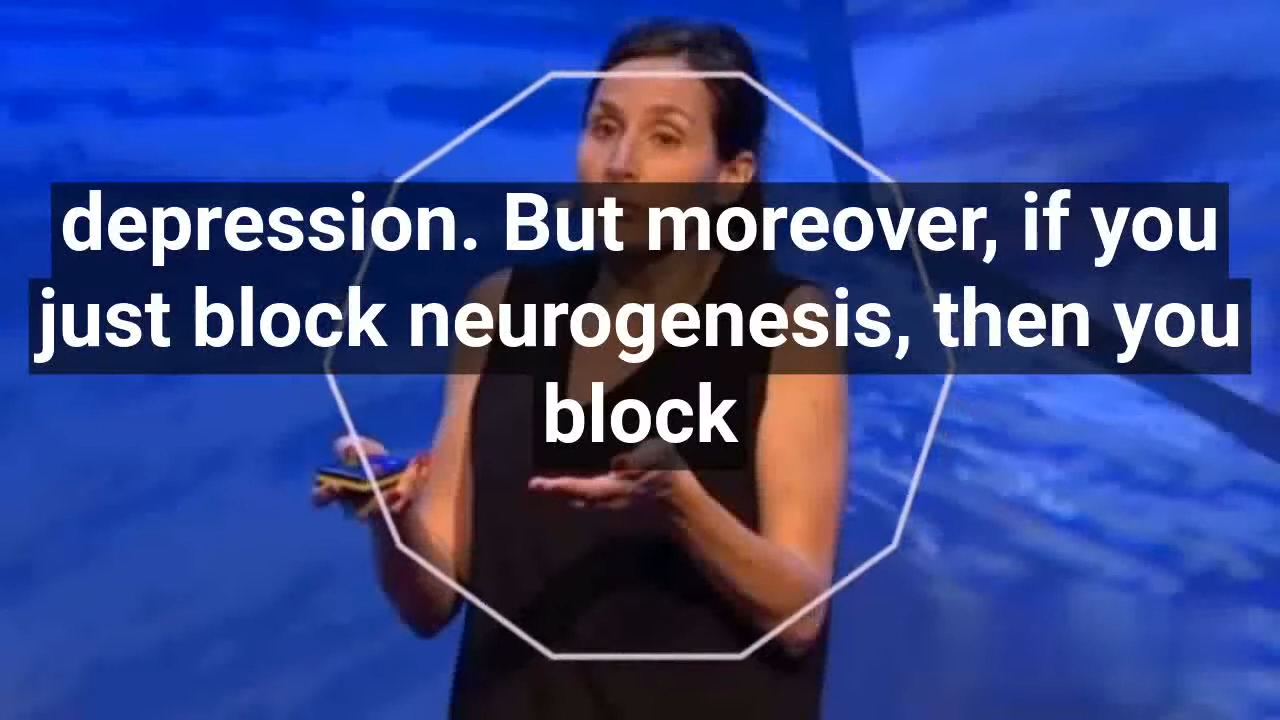 depression. But moreover, if you
just block neurogenesis, then you
block